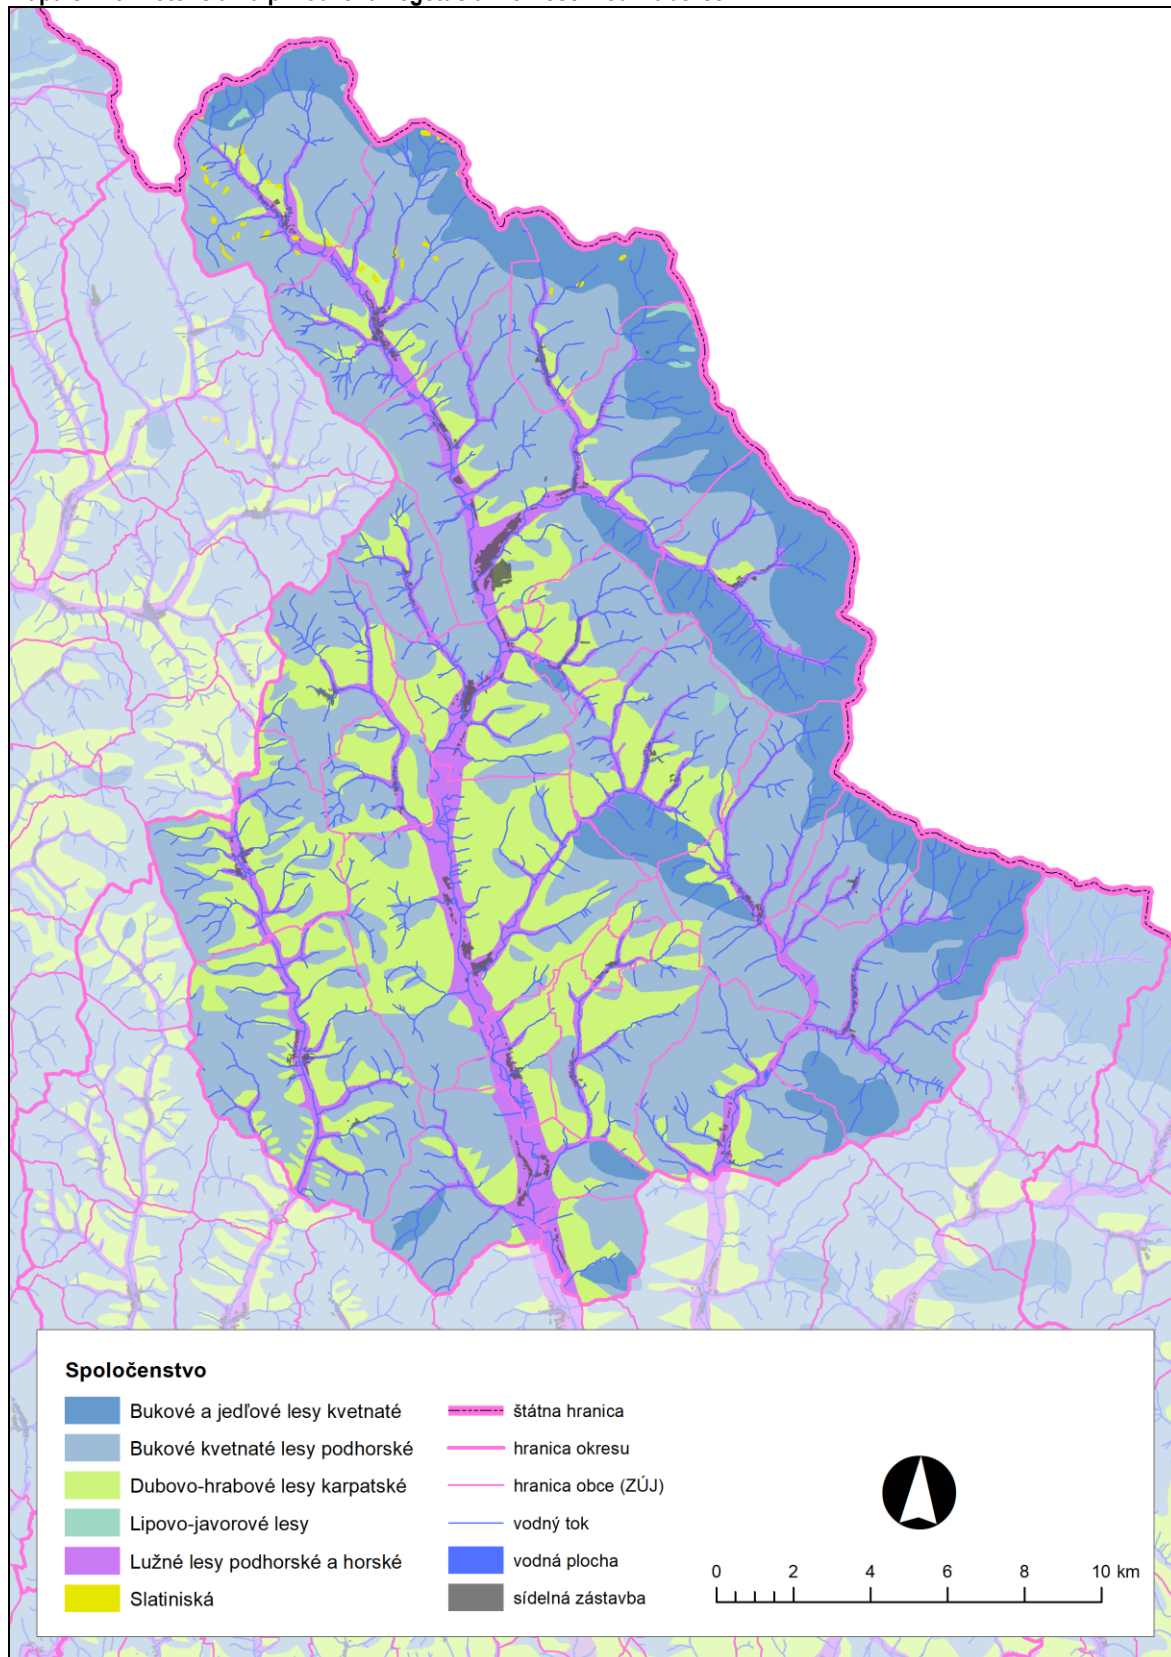 Spoločenstvo
Bukové a jedľové lesy kvetnaté
Bukové kvetnaté lesy podhorské
Dubovo-hrabové lesy karpatské
Lipovo-javorové lesy
Lužné lesy podhorské a horské
Slatiniská
štátna hranica
hranica okresu
hranica obce (ZÚJ)
vodný tok
vodná plocha
sídelná zástavba
0 2 4 6 8 10 km